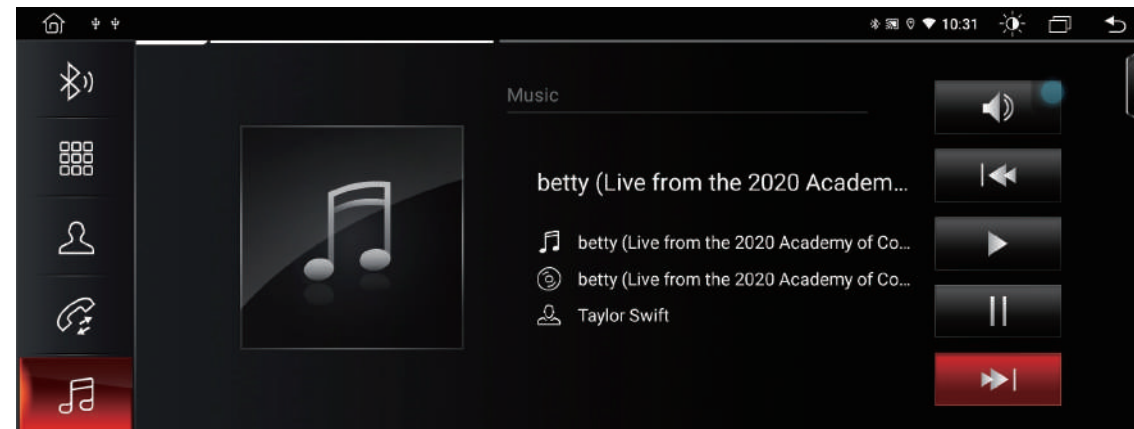 10:31
Music
betty (Live from the 2020 Academ...
betty (Live from the 2020 Academy of Co...
betty (Live from the 2020 Academy of Co...
Taylor Swift